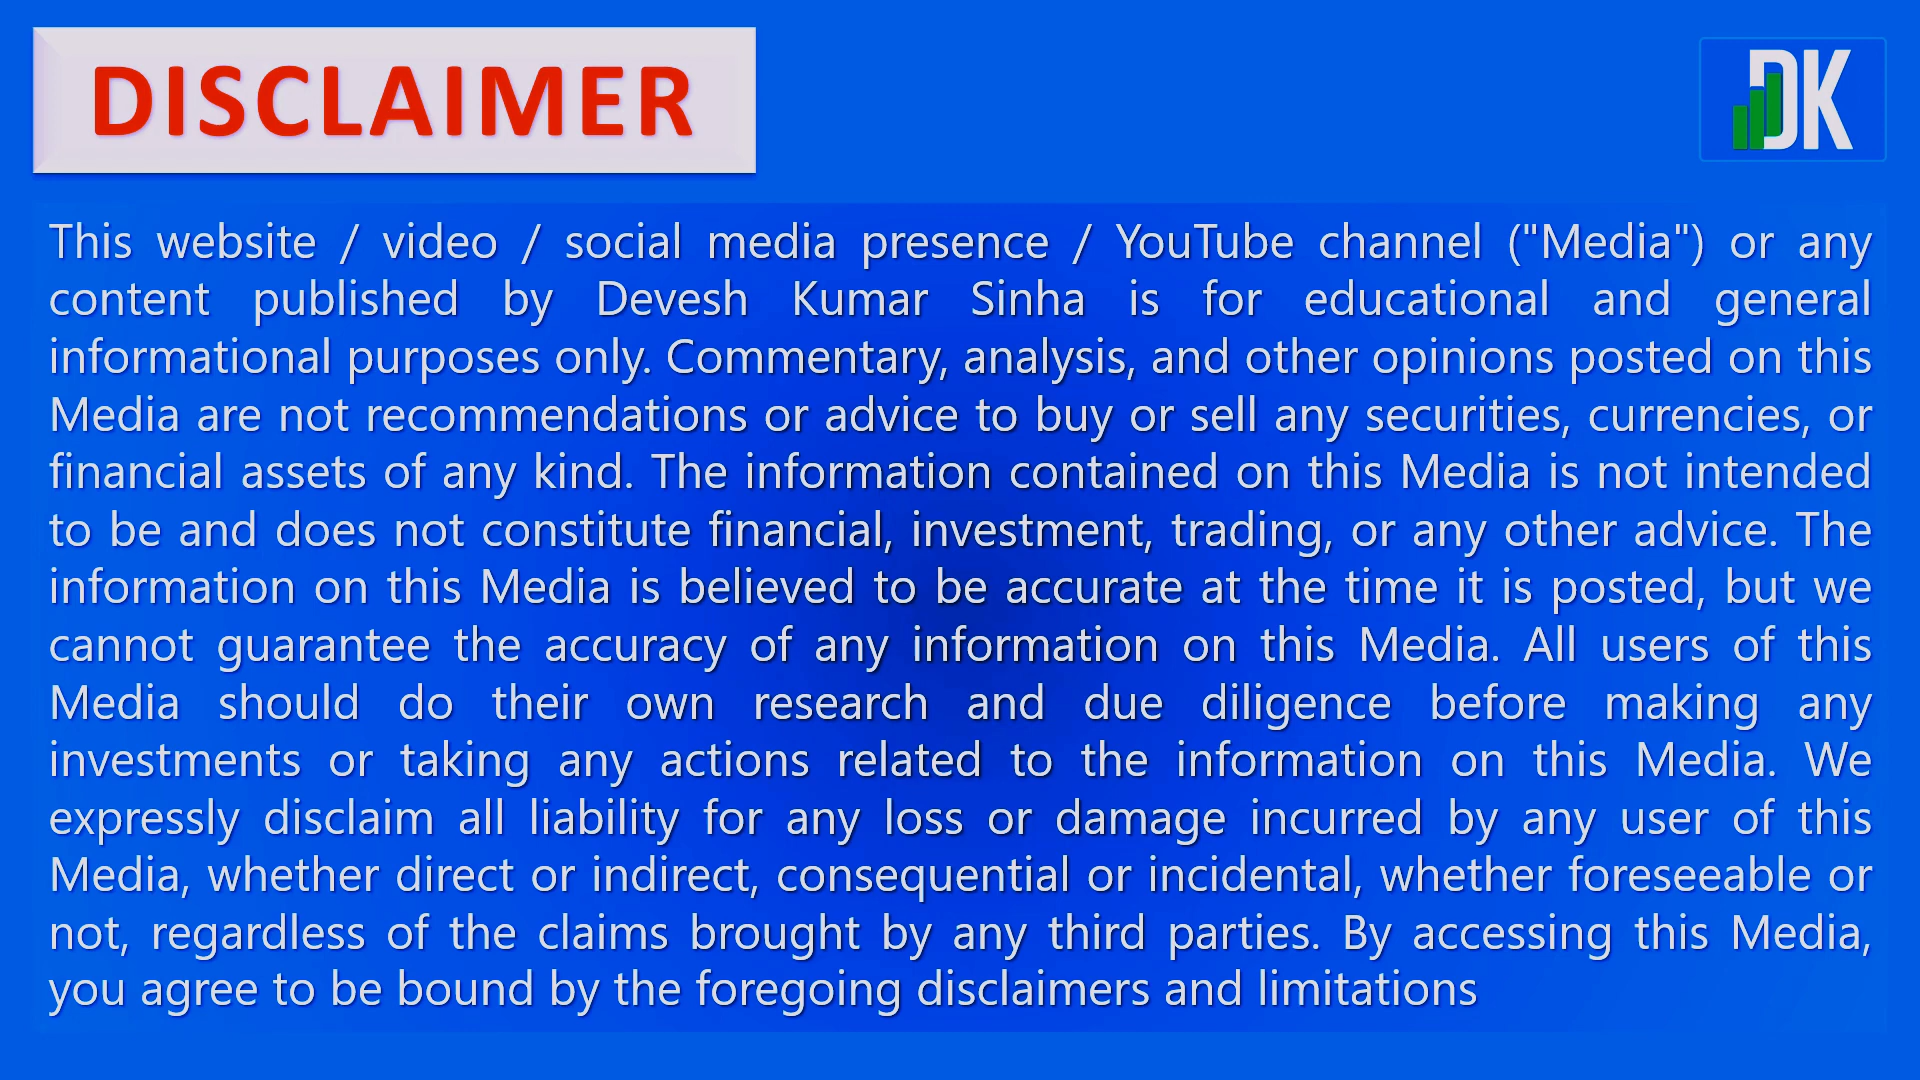 DISCLAIMER
DK
This website / video / social media presence / YouTube channel ("Media") or any
content published by Devesh Kumar Sinha is for educational and general
informational purposes only. Commentary, analysis, and other opinions posted on this
Media are not recommendations or advice to buy or sell any securities, currencies, or
financial assets of any kind. The information contained on this Media is not intended
to be and does not constitute financial, investment, trading, or any other advice. The
information on this Media is believed to be accurate at the time it is posted, but we
cannot guarantee the accuracy of any information on this Media. All users of this
Media should do their own research and due diligence before making any
investments or taking any actions related to the information on this Media. We
expressly disclaim all liability for any loss or damage incurred by any user of this
Media, whether direct or indirect, consequential or incidental, whether foreseeable or
not, regardless of the claims brought by any third parties. By accessing this Media,
you agree to be bound by the foregoing disclaimers and limitations